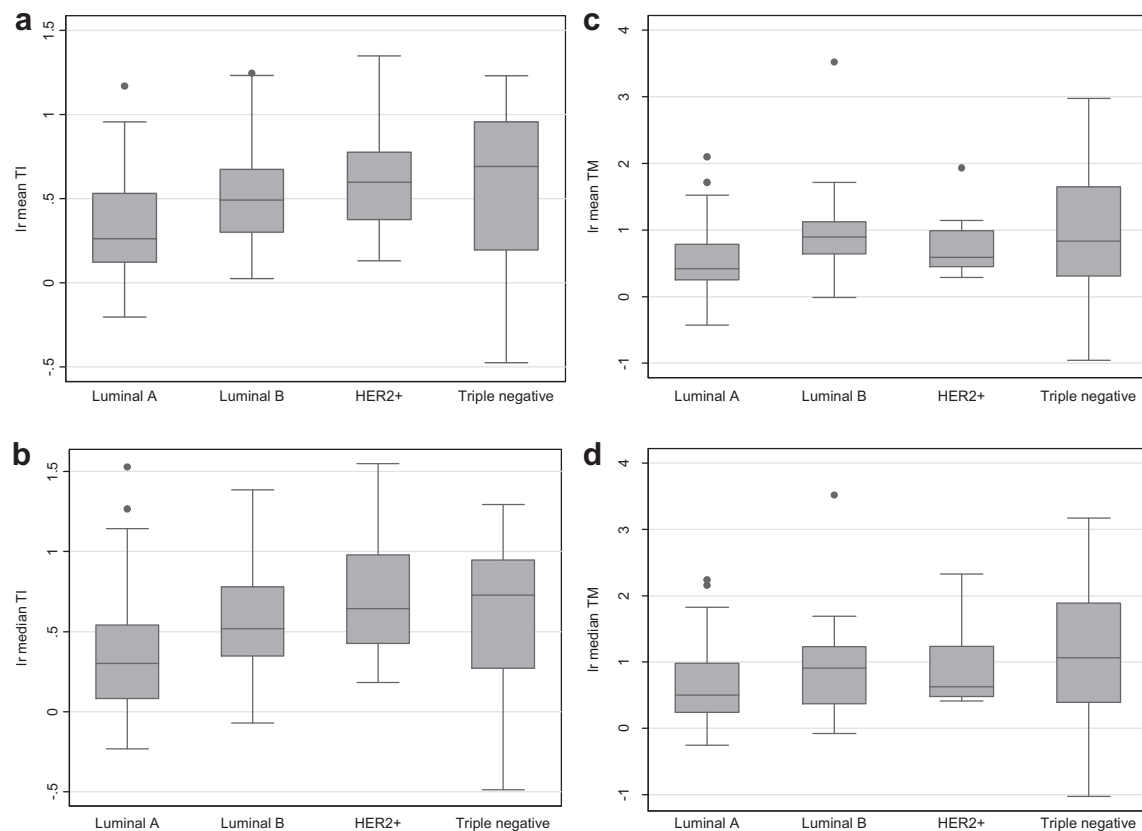 a
1.5
1
.5
0
-.5
lr mean TI
Luminal A Luminal B HER2+ Triple negative
c
4
3
2
1
0
-1
lr mean TM
Luminal A Luminal B HER2+ Triple negative
b
1.5
1
.5
0
-.5
lr median TI
Luminal A Luminal B HER2+ Triple negative
d
4
3
2
1
0
-1
lr median TM
Luminal A Luminal B HER2+ Triple negative